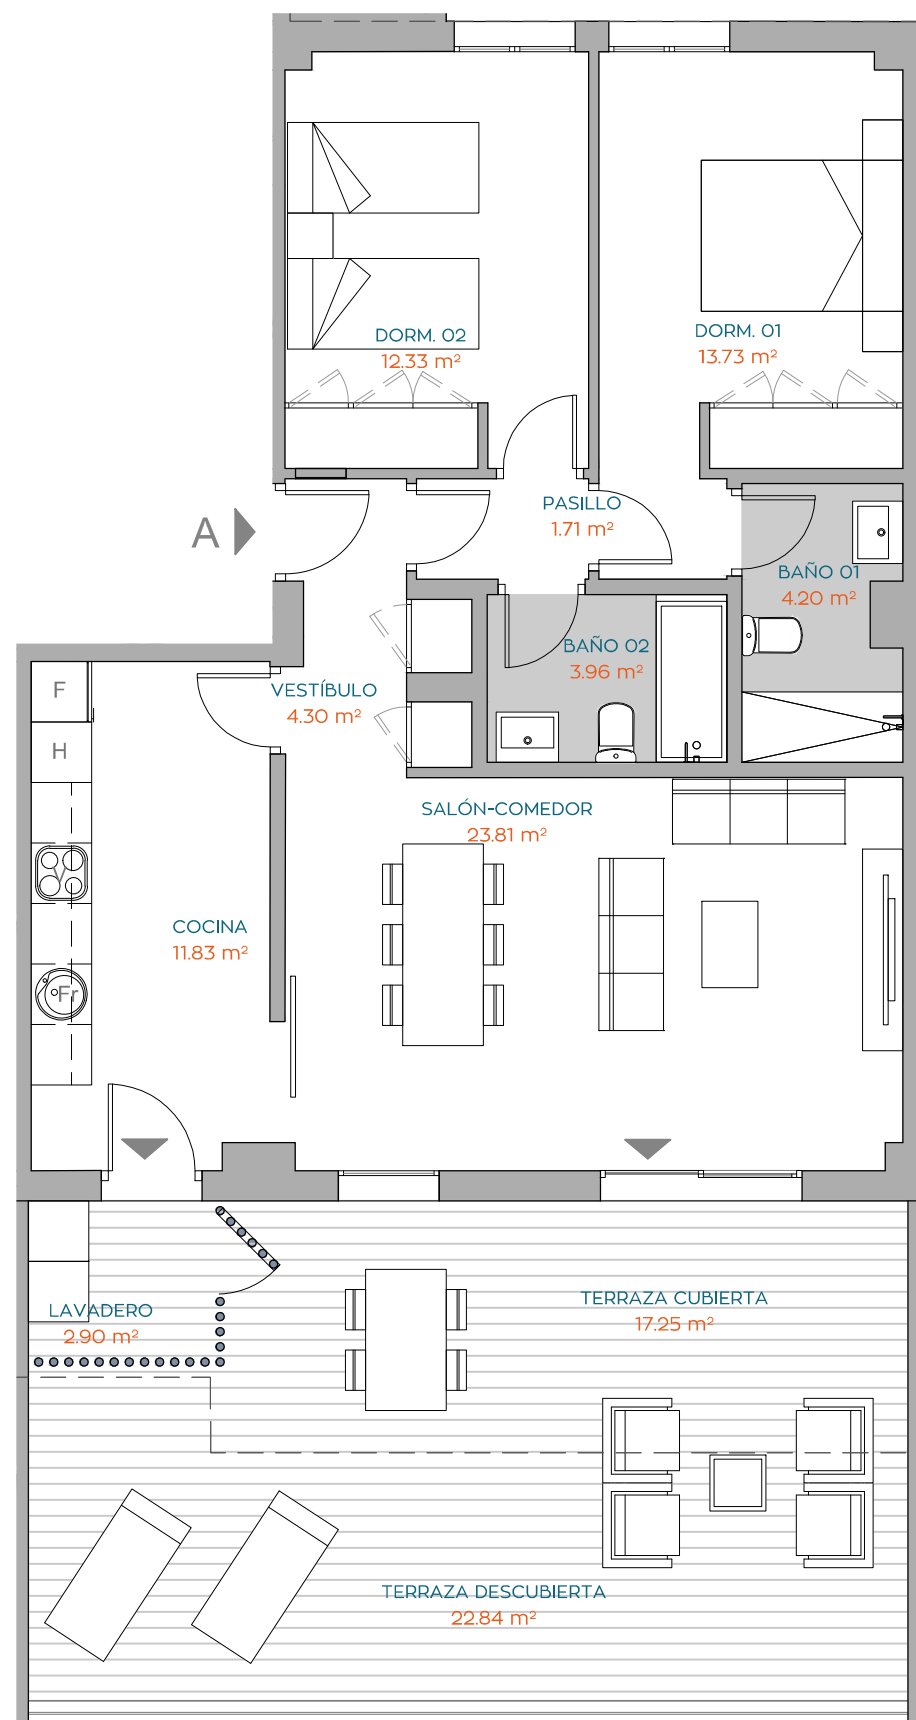 DORM. 02
12.33 m²
DORM. 01
13.73 m²
A
PASILLO
1.71 m²
BAÑO 01
4.20 m²
BAÑO 02
3.96 m²
F
VESTÍBULO
4.30 m²
H
SALÓN-COMEDOR
23.81 m²
V
COCINA
11.83 m²
Fr
LAVADERO
2.90 m²
TERRAZA CUBIERTA
17.25 m²
TERRAZA DESCUBIERTA
22.84 m²